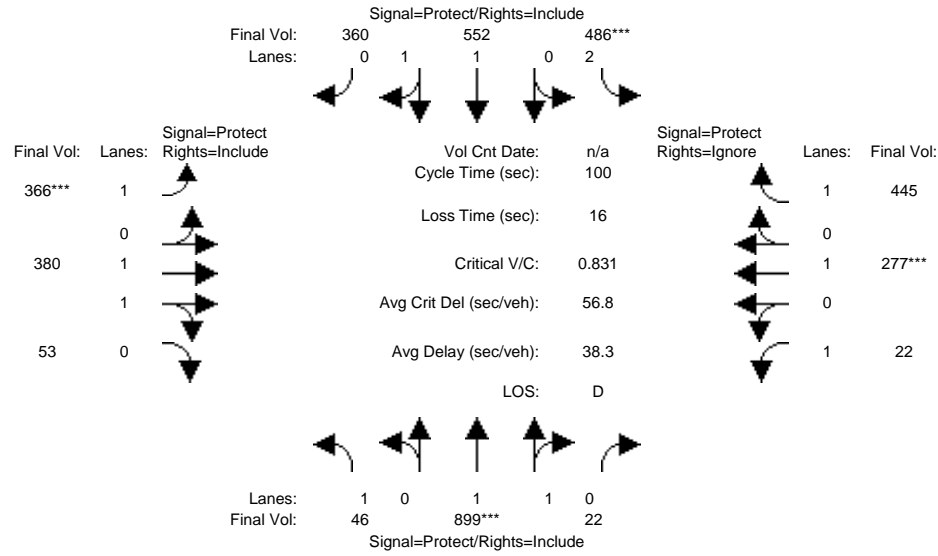 Signal=Protect/Rights=Include
Final Vol: 360 552 486***
Lanes: 0 1 1 0 2
Signal=Protect
Final Vol: Lanes: Rights=Include
Vol Cnt Date: n/a
Signal=Protect
Rights=Ignore Lanes: Final Vol:
Cycle Time (sec): 100
366*** 1
1 445
Loss Time (sec): 16
0
0
380 1
Critical V/C: 0.831
1 277***
1
Avg Crit Del (sec/veh): 56.8
0
53 0
Avg Delay (sec/veh): 38.3
1 22
LOS: D
Lanes: 1 0 1 1 0
Final Vol: 46 899*** 22
Signal=Protect/Rights=Include